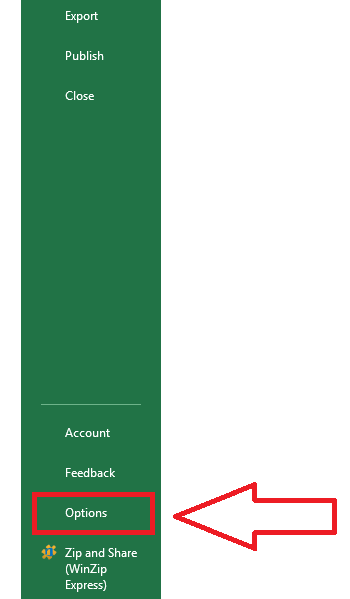 Export
Publish
Close
Account
Feedback
Options
Zip and Share
(WinZip
Express)